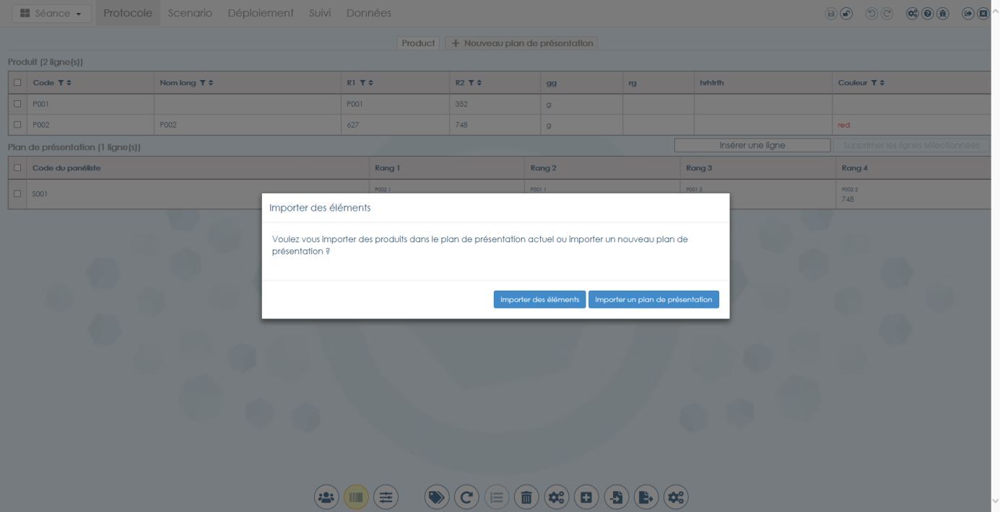 Séance
Protocole Scenario Déploiement Suivi Données
Product + Nouveau plan de présentation
Produit (2 ligne(s))
Code Nom long R1 R2 gg rg hrhtrth Couleur
P001 P001 352 g
P002 P002 627 748 g red
Plan de présentation (1 ligne(s)) Insérer une ligne Supprimer les lignes sélectionnées
Code du panéliste Rang 1 Rang 2 Rang 3 Rang 4
S001 P002 1 P001 1 P001 2 P002 2
748
Importer des éléments
Voulez vous importer des produits dans le plan de présentation actuel ou importer un nouveau plan de
présentation ?
Importer des éléments Importer un plan de présentation